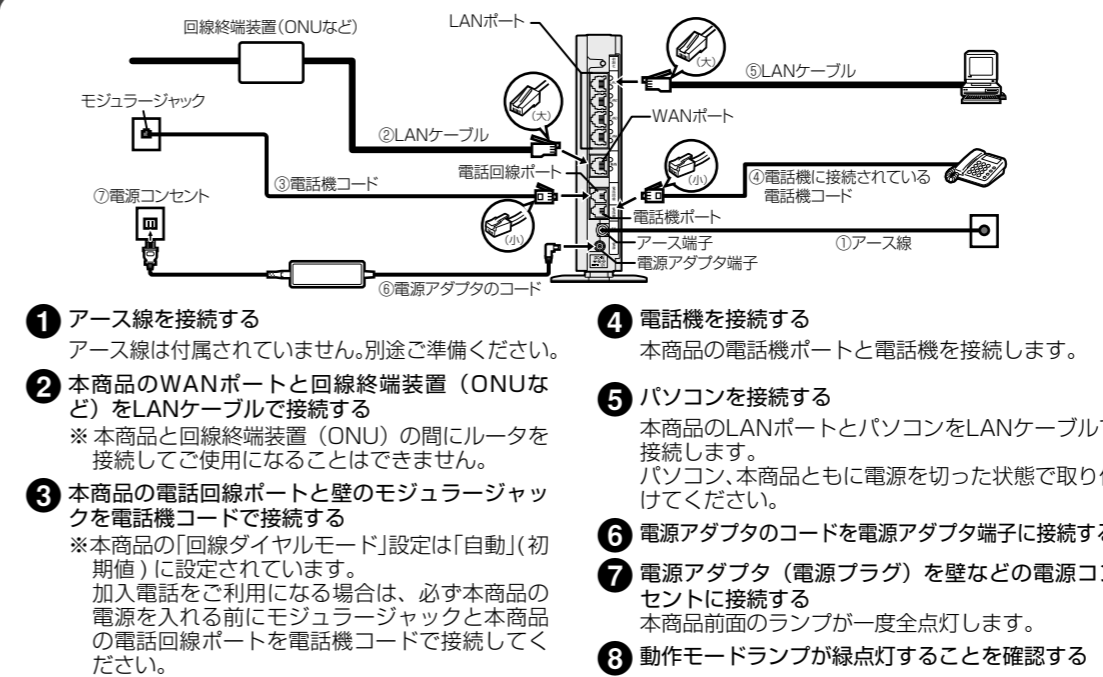 回線終端装置(ONUなど)
LANポート
(大)
⑤LANケーブル
モジュラージャック
(大)
②LANケーブル
WANポート
電話回線ポート
(小)
④電話機に接続されている
電話機コード
③電話機コード
⑦電源コンセント
(小)
電話機ポート
アース端子
①アース線
電源アダプタ端子
⑥電源アダプタのコード
❶ アース線を接続する
アース線は付属されていません。別途ご準備ください。
❷ 本商品のWANポートと回線終端装置(ONUな
ど)をLANケーブルで接続する
※ 本商品と回線終端装置(ONU)の間にルータを
接続してご使用になることはできません。
❸ 本商品の電話回線ポートと壁のモジュラージャッ
クを電話機コードで接続する
※本商品の「回線ダイヤルモード」設定は「自動」(初
期値)に設定されています。
加入電話をご利用になる場合は、必ず本商品の
電源を入れる前にモジュラージャックと本商品
の電話回線ポートを電話機コードで接続してく
ださい。
❹ 電話機を接続する
本商品の電話機ポートと電話機を接続します。
❺ パソコンを接続する
本商品のLANポートとパソコンをLANケーブル
接続します。
パソコン、本商品ともに電源を切った状態で取り
けてください。
❻ 電源アダプタのコードを電源アダプタ端子に接続す
❼ 電源アダプタ(電源プラグ)を壁などの電源コン
セントに接続する
本商品前面のランプが一度全点灯します。
❽ 動作モードランプが緑点灯することを確認する